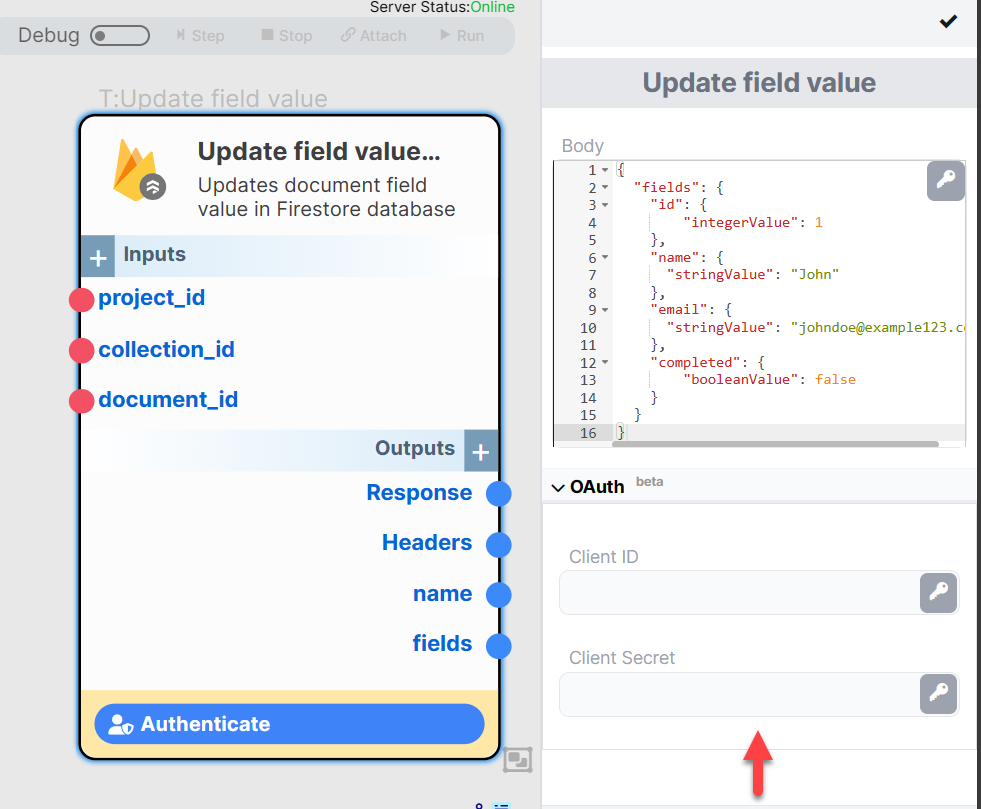 Server Status:Online
Debug
Step
Stop
Attach
Run
T:Update field value
Update field value...
Updates document field
value in Firestore database
+ Inputs
project_id
collection_id
document_id
Outputs +
Response
Headers
name
fields
Authenticate
Update field value
Body
1 {
2 "fields": {
3 "id": {
4 "integerValue": 1
5 },
6 "name": {
7 "stringValue": "John"
8 },
9 "email": {
10 "stringValue": "johndoe@example123.c
11 },
12 "completed": {
13 "booleanValue": false
14 }
15 }
16 }
OAuth beta
Client ID
Client Secret